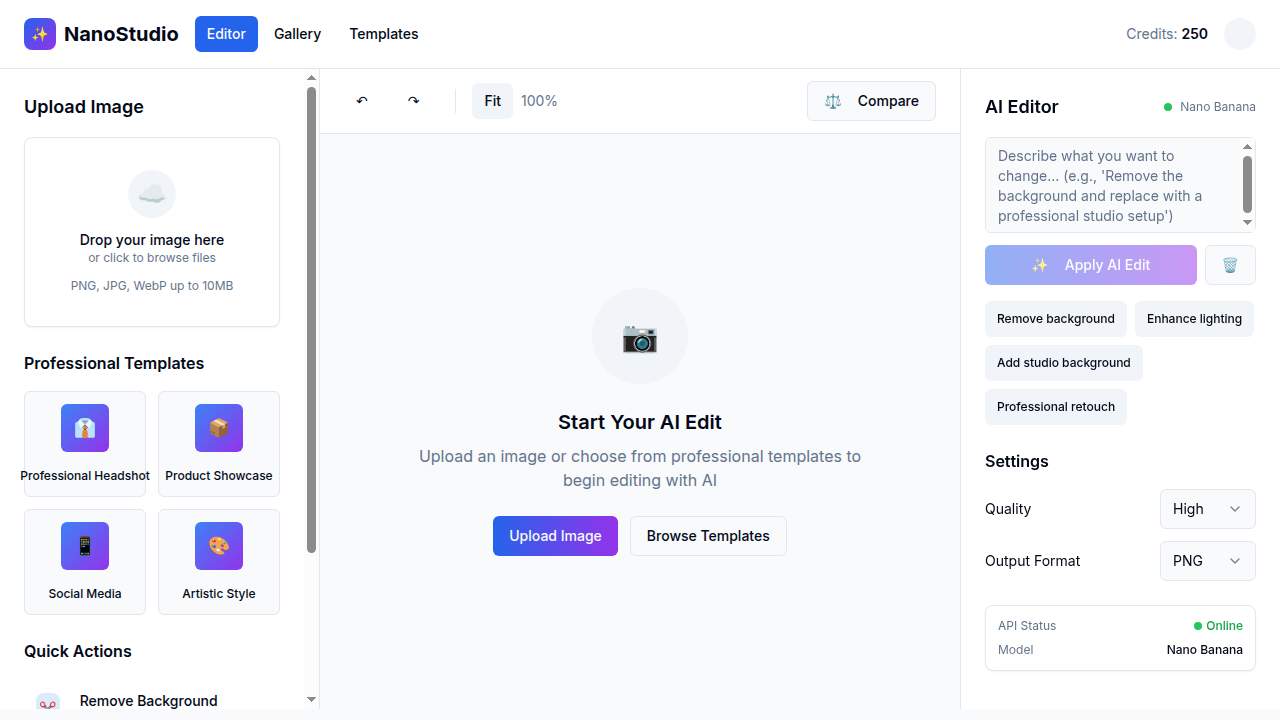 NanoStudio
Editor
Gallery
Templates
Credits: 250
Upload Image
Drop your image here
or click to browse files
PNG, JPG, WebP up to 10MB
Professional Templates
Professional Headshot
Product Showcase
Social Media
Artistic Style
Quick Actions
Remove Background
Fit
100%
Compare
Start Your AI Edit
Upload an image or choose from professional templates to
begin editing with AI
Upload Image
Browse Templates
AI Editor
Nano Banana
Describe what you want to
change... (e.g., 'Remove the
background and replace with a
professional studio setup')
Apply AI Edit
Remove background
Enhance lighting
Add studio background
Professional retouch
Settings
Quality
High
Output Format
PNG
API Status
Online
Model
Nano Banana